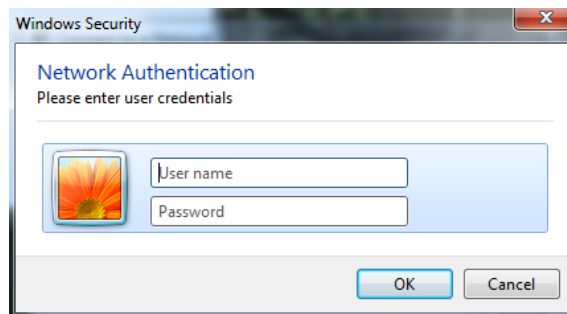 Windows Security
Network Authentication
Please enter user credentials
User name
Password
OK
Cancel